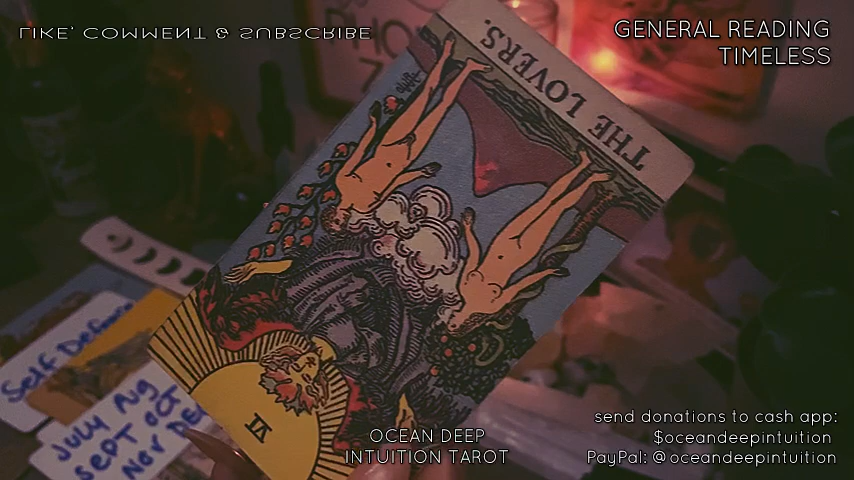 LIKE, COMMENT & SUBSCRIBE
GENERAL READING
TIMELESS
THE LOVERS.
VI
Self Defense
JULY Aug
SEPT OCT
NOV DEC
OCEAN DEEP
INTUITION TAROT
send donations to cash app:
$oceandeepintuition
PayPal: @oceandeepintuition